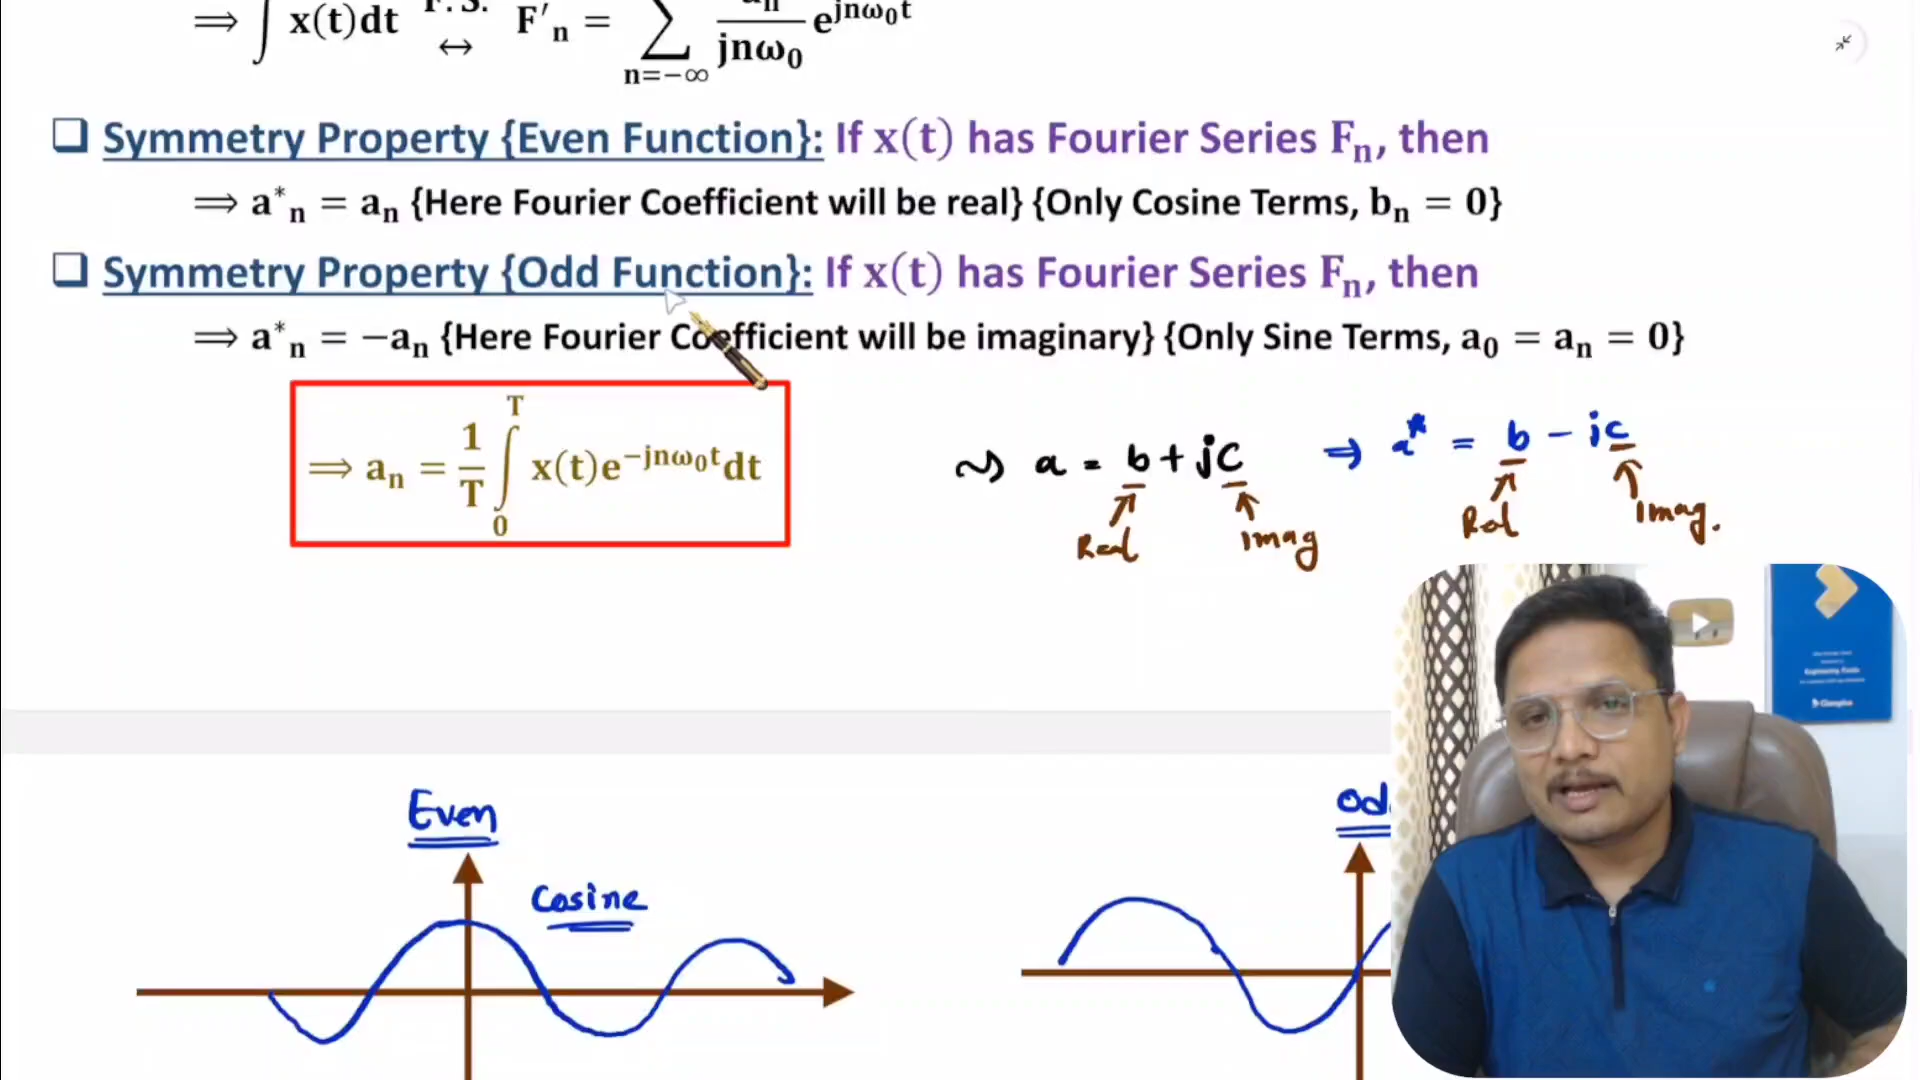 ⟹ ∫ x(t)dt F. S. ↔ F′n = ∑ n=−∞ an/jnω0 e^jnω0t
❑ Symmetry Property {Even Function}: If x(t) has Fourier Series Fn, then
⟹ a*n = an {Here Fourier Coefficient will be real} {Only Cosine Terms, bn = 0}
❑ Symmetry Property {Odd Function}: If x(t) has Fourier Series Fn, then
⟹ a*n = −an {Here Fourier Coefficient will be imaginary} {Only Sine Terms, a0 = an = 0}
⟹ an = 1/T ∫0^T x(t)e^−jnω0t dt
a = b + jc ⇒ a* = b − jc
Real Imag Real Imag.
Even
Cosine